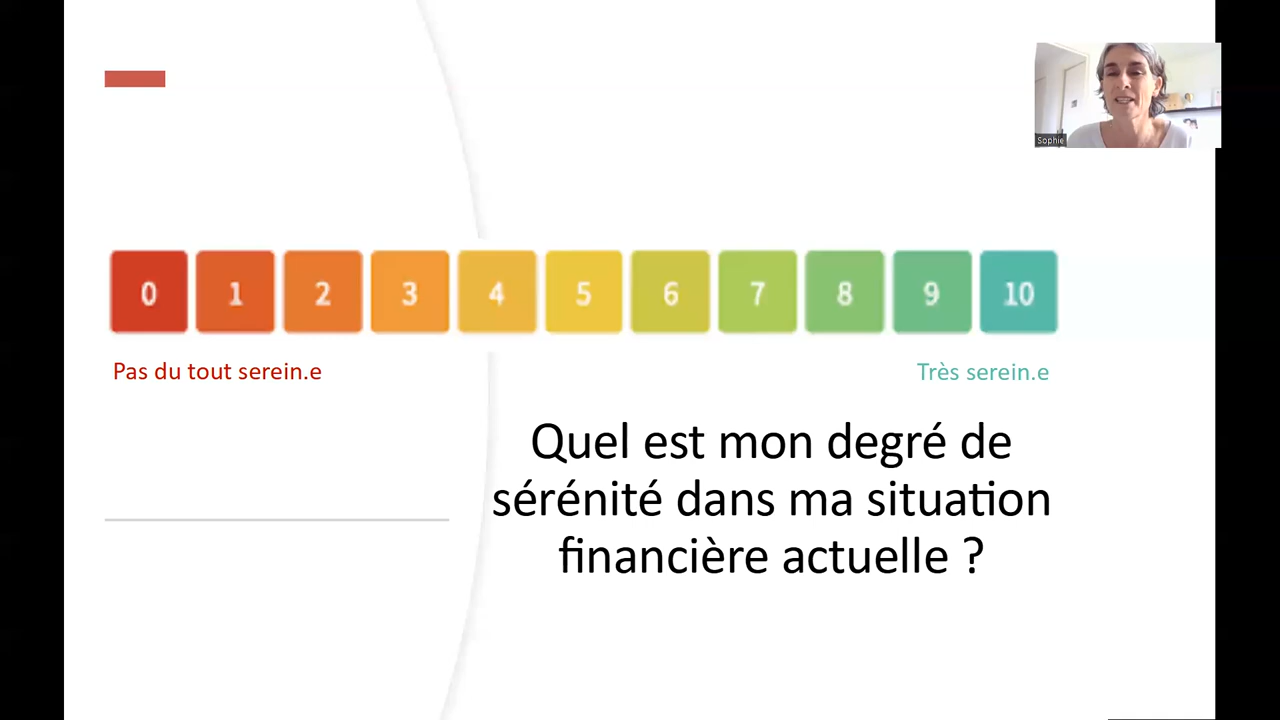 Sophie
0 1 2 3 4 5 6 7 8 9 10
Pas du tout serein.e
Très serein.e
Quel est mon degré de
sérénité dans ma situation
financière actuelle ?